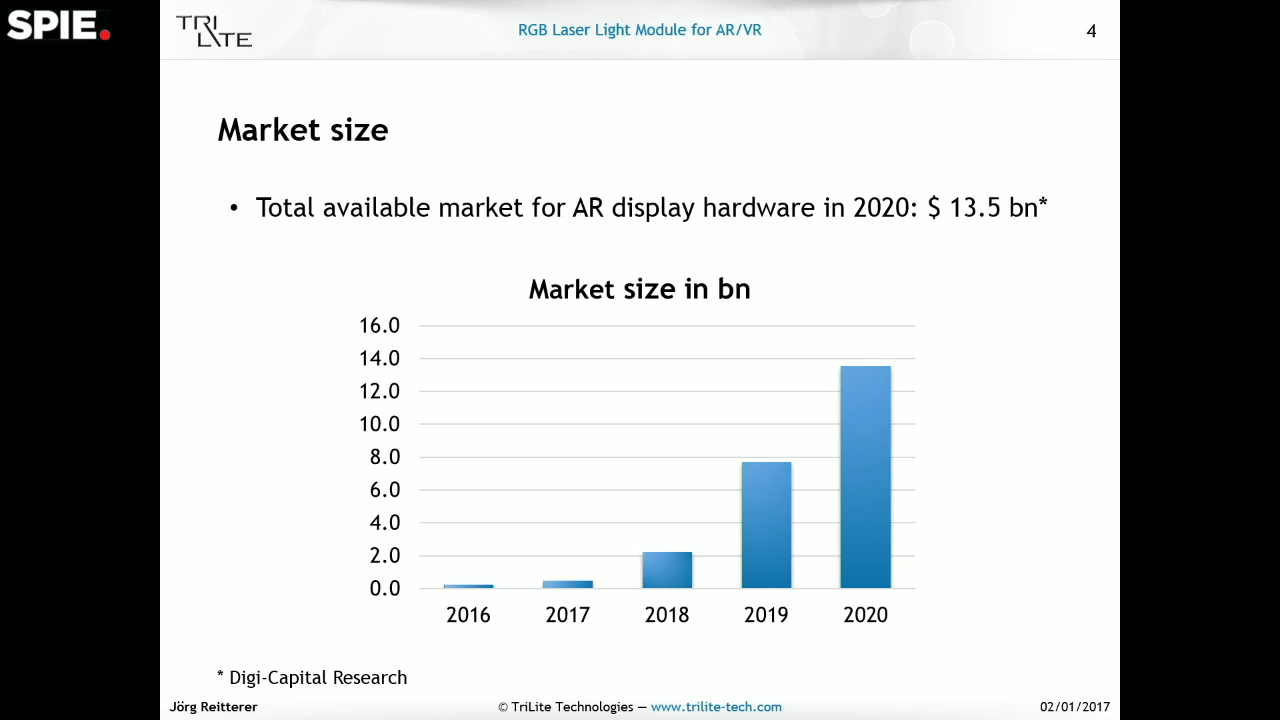 SPIE.
TRI
LITE
RGB Laser Light Module for AR/VR
4
Market size
• Total available market for AR display hardware in 2020: $ 13.5 bn*
Market size in bn
16.0
14.0
12.0
10.0
8.0
6.0
4.0
2.0
0.0
2016 2017 2018 2019 2020
* Digi-Capital Research
Jörg Reitterer © TriLite Technologies — www.trilite-tech.com 02/01/2017